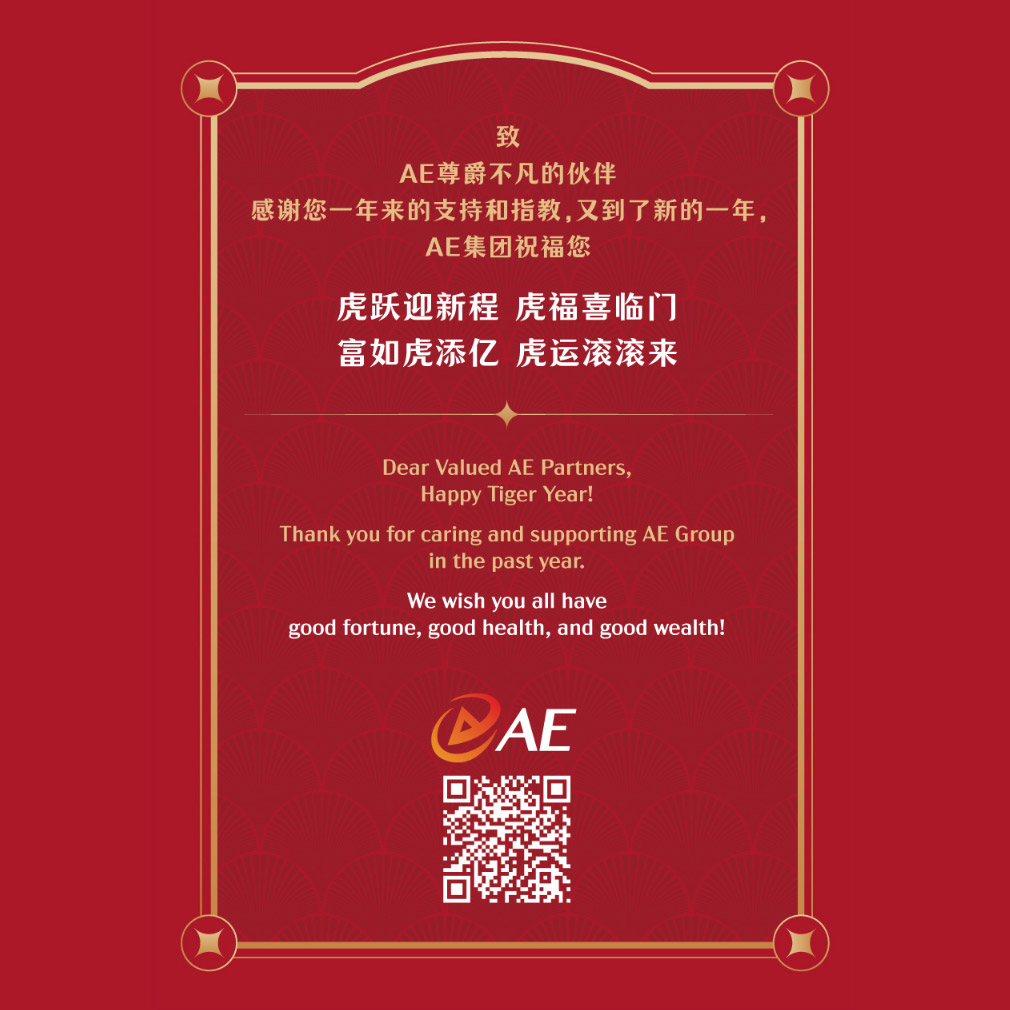 致
AE尊爵不凡的伙伴
感谢您一年来的支持和指教,又到了新的一年,
AE集团祝福您
虎跃迎新程 虎福喜临门
富如虎添亿 虎运滚滚来
Dear Valued AE Partners,
Happy Tiger Year!
Thank you for caring and supporting AE Group
in the past year.
We wish you all have
good fortune, good health, and good wealth!
AE